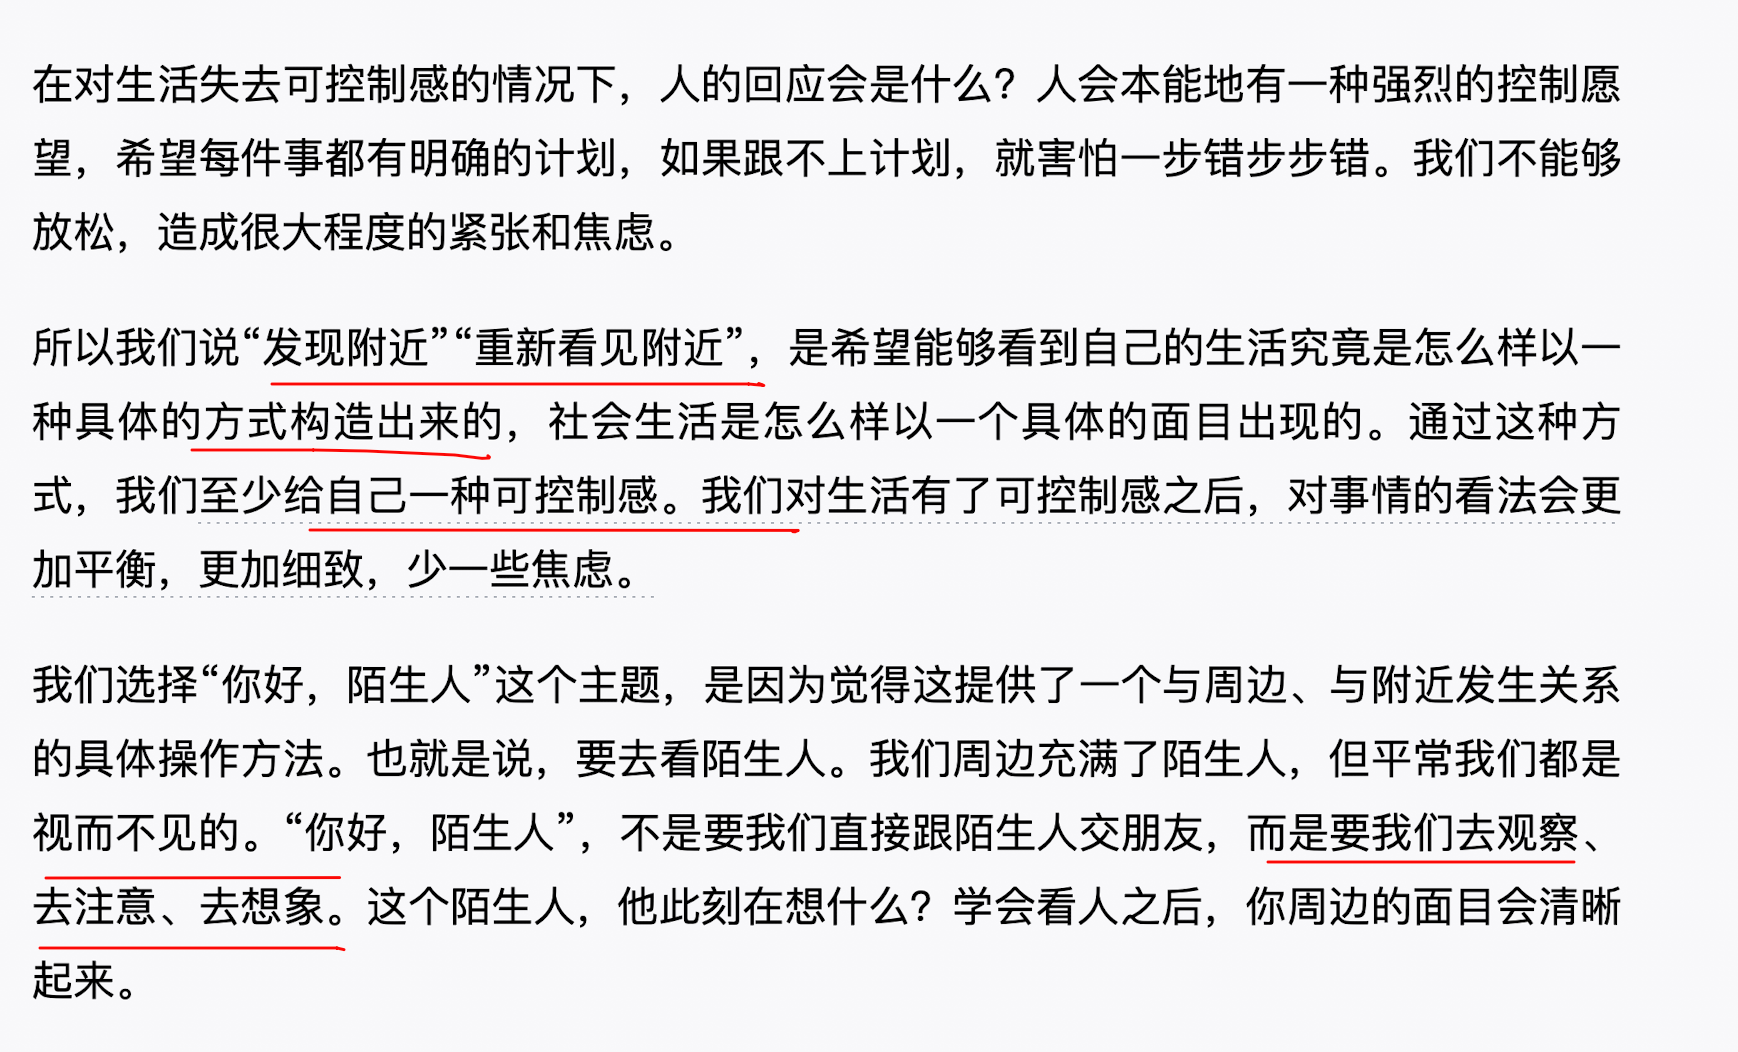 在对生活失去可控制感的情况下，人的回应会是什么？人会本能地有一种强烈的控制愿
望，希望每件事都有明确的计划，如果跟不上计划，就害怕一步错步步错。我们不能够
放松，造成很大程度的紧张和焦虑。
所以我们说“发现附近”“重新看见附近”，是希望能够看到自己的生活究竟是怎么样以一
种具体的方式构造出来的，社会生活是怎么样以一个具体的面目出现的。通过这种方
式，我们至少给自己一种可控制感。我们对生活有了可控制感之后，对事情的看法会更
加平衡，更加细致，少一些焦虑。
我们选择“你好，陌生人”这个主题，是因为觉得这提供了一个与周边、与附近发生关系
的具体操作方法。也就是说，要去看陌生人。我们周边充满了陌生人，但平常我们都是
视而不见的。“你好，陌生人”，不是要我们直接跟陌生人交朋友，而是要我们去观察、
去注意、去想象。这个陌生人，他此刻在想什么？学会看人之后，你周边的面目会清晰
起来。